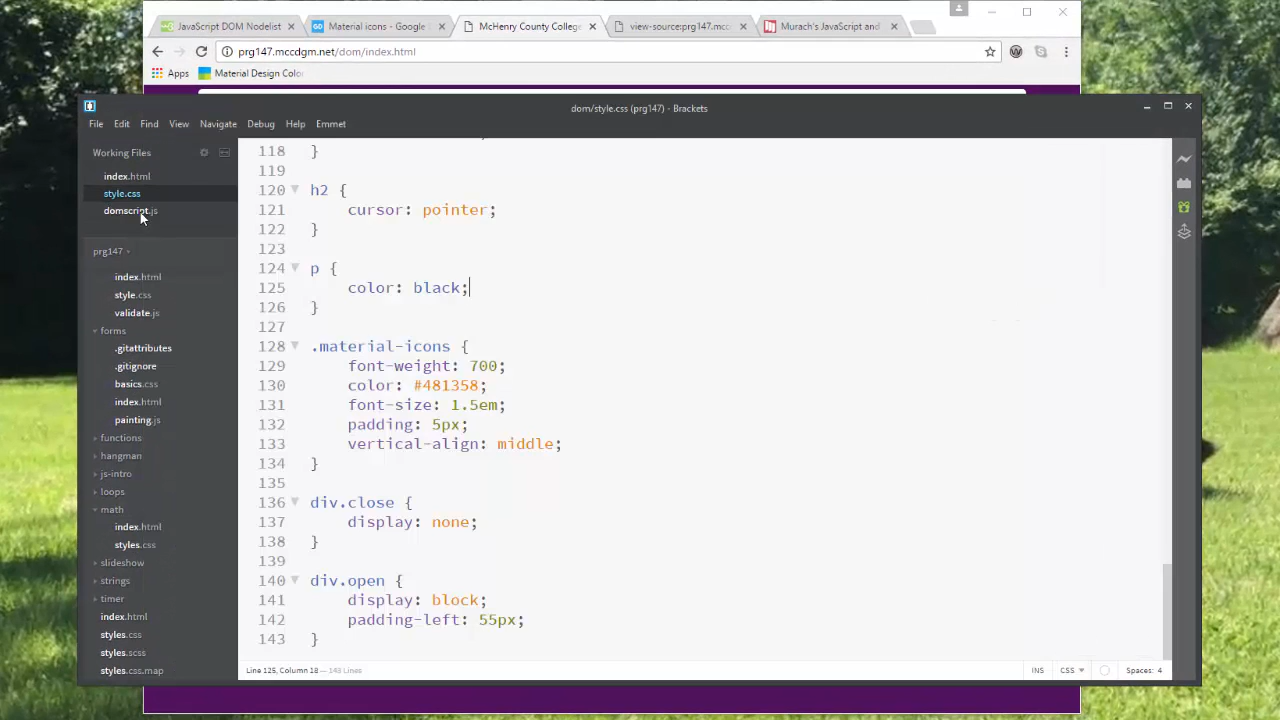 JavaScript DOM Nodelist
Material icons - Google
McHenry County College
view-source:prg147.mcc
Murach's JavaScript and
prg147.mccdgm.net/dom/index.html
Apps
Material Design Color
dom/style.css (prg147) - Brackets
File Edit Find View Navigate Debug Help Emmet
Working Files
index.html
style.css
domscript.js
prg147
index.html
style.css
validate.js
forms
.gitattributes
.gitignore
basics.css
index.html
painting.js
functions
hangman
js-intro
loops
math
index.html
styles.css
slideshow
strings
timer
index.html
styles.css
styles.scss
styles.css.map
118 }
119
120 h2 {
121 cursor: pointer;
122 }
123
124 p {
125 color: black;
126 }
127
128 .material-icons {
129 font-weight: 700;
130 color: #481358;
131 font-size: 1.5em;
132 padding: 5px;
133 vertical-align: middle;
134 }
135
136 div.close {
137 display: none;
138 }
139
140 div.open {
141 display: block;
142 padding-left: 55px;
143 }
Line 125, Column 18 — 143 Lines
INS CSS Spaces: 4